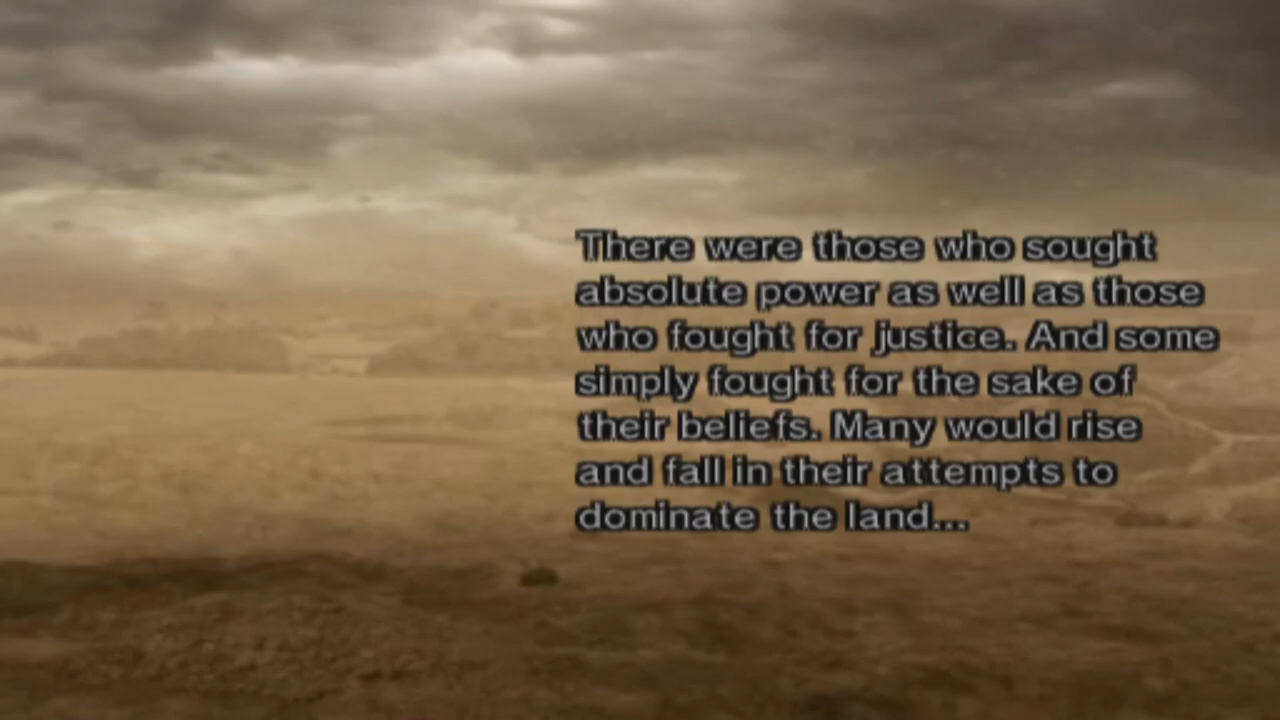 There were those who sought
absolute power as well as those
who fought for justice. And some
simply fought for the sake of
their beliefs. Many would rise
and fall in their attempts to
dominate the land...